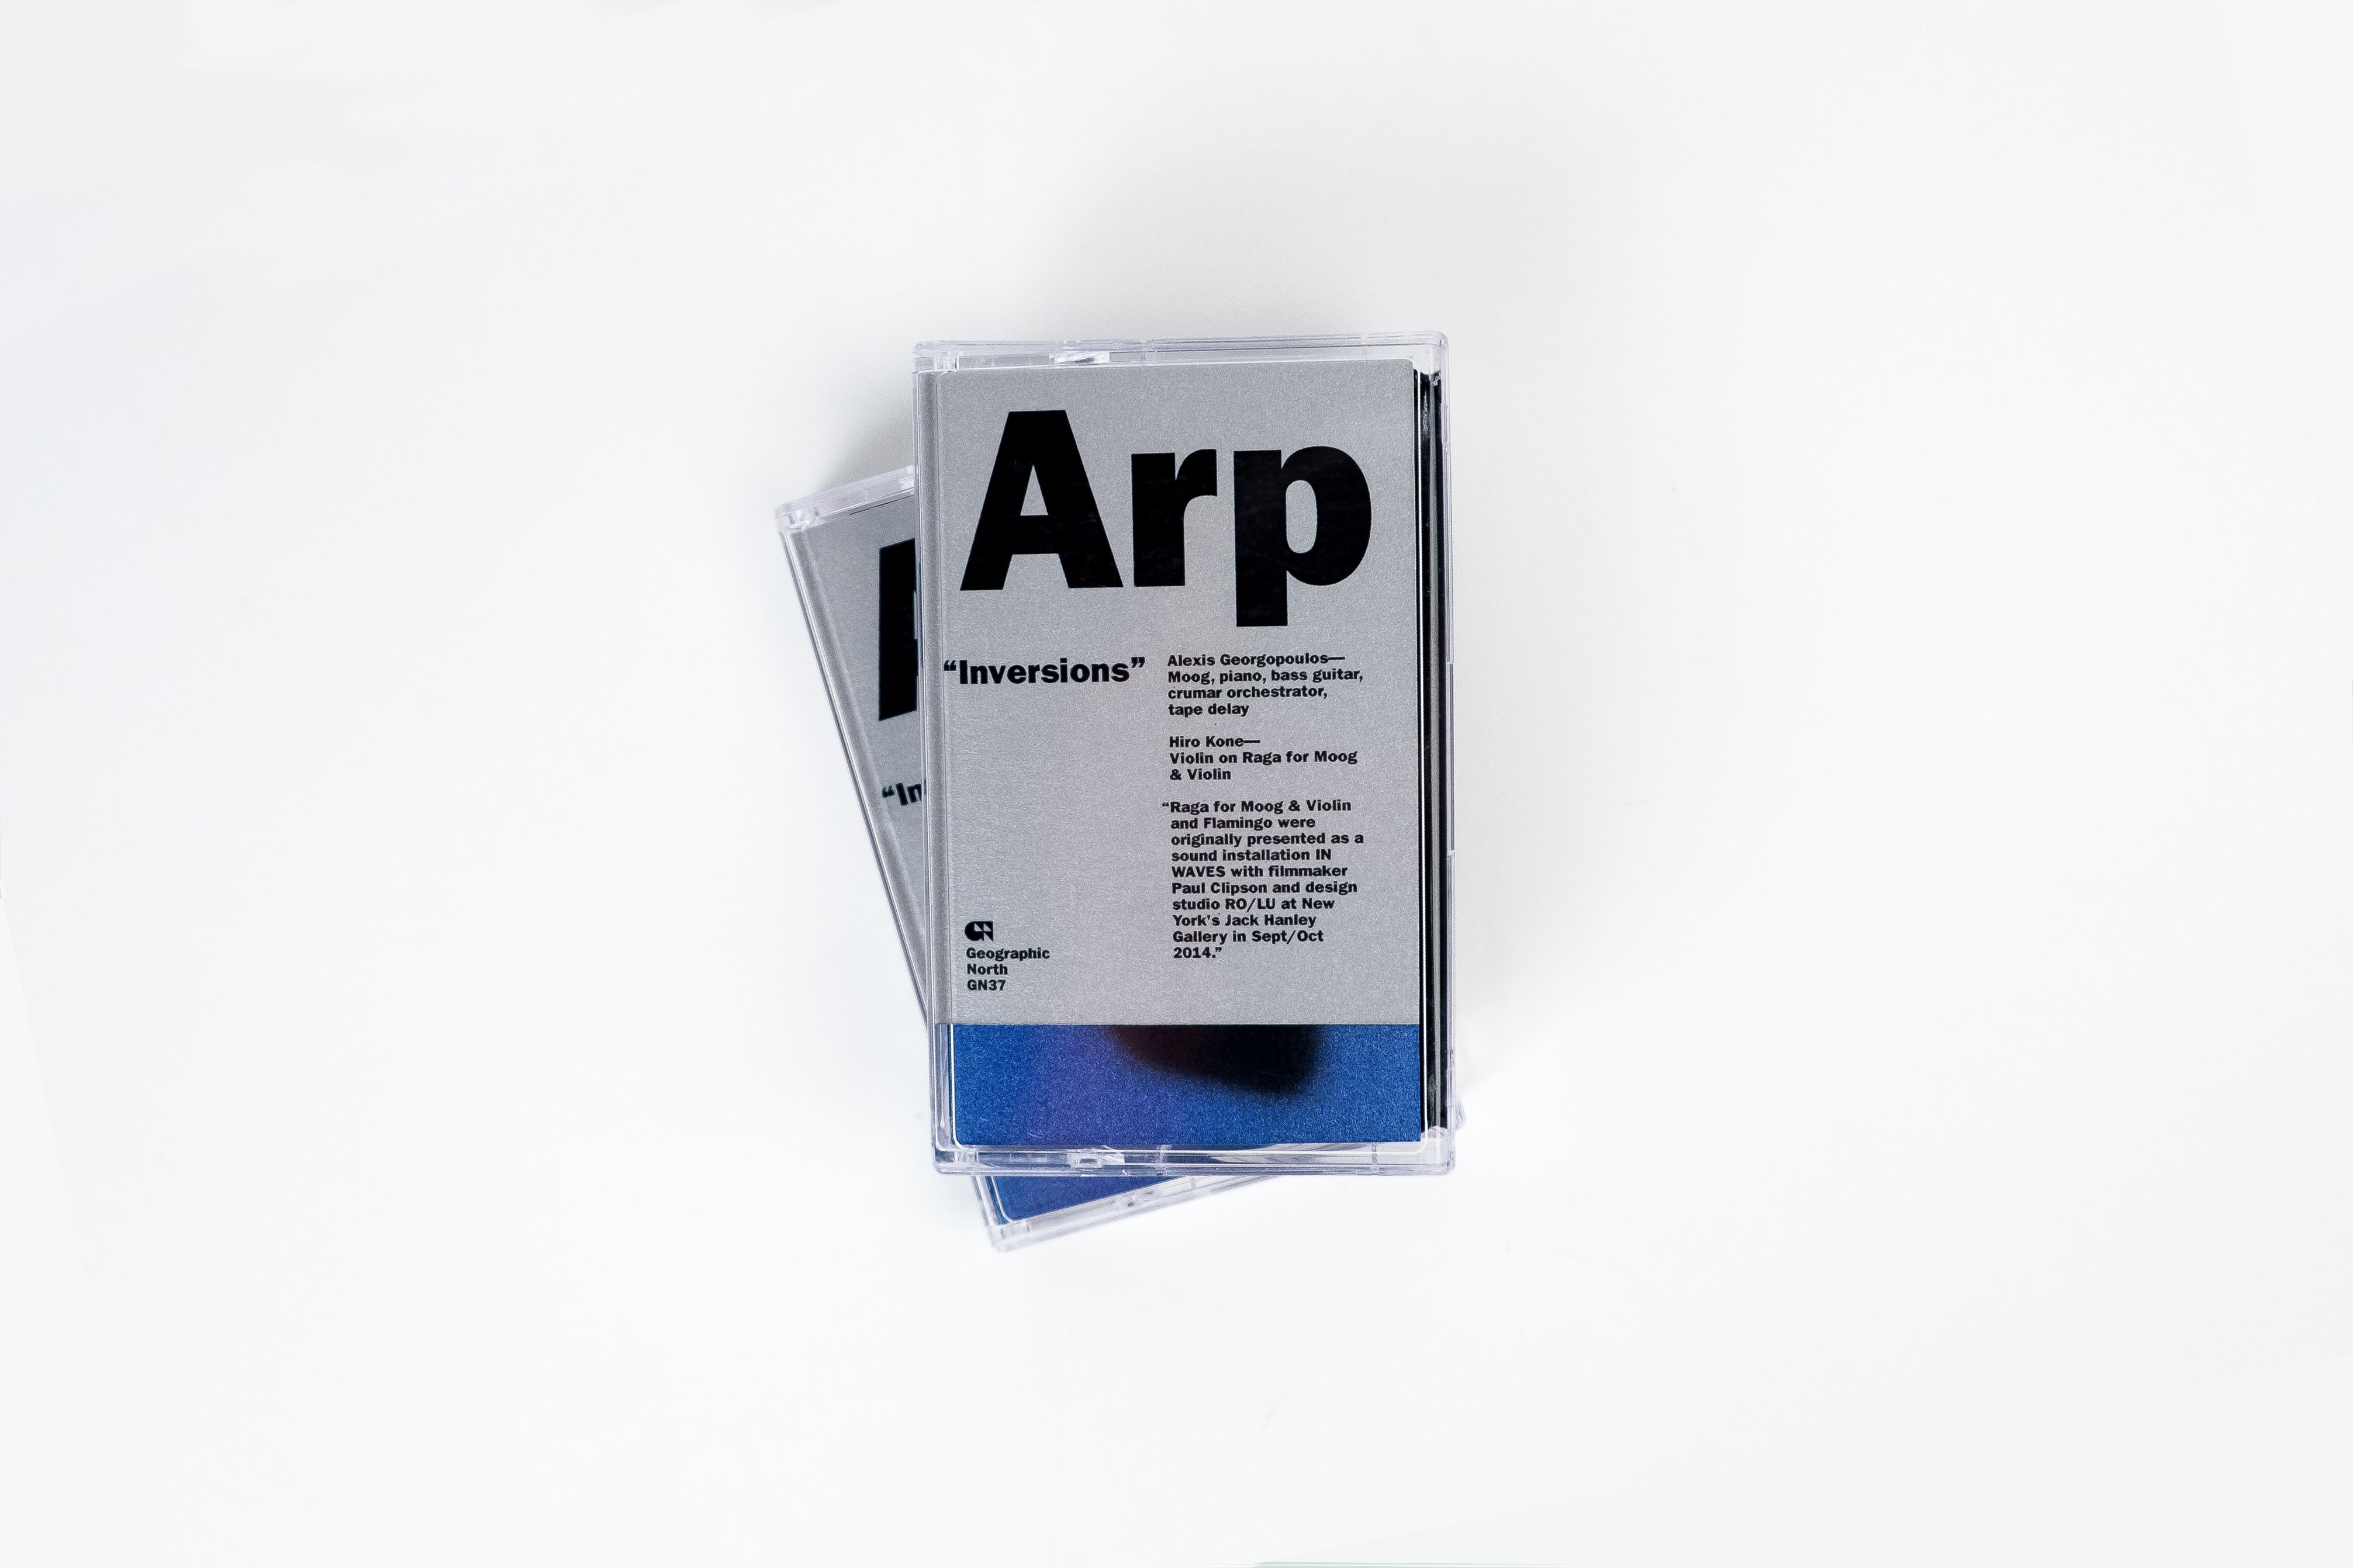 Arp
“Inversions”
Alexis Georgopoulos—
Moog, piano, bass guitar,
crumar orchestrator,
tape delay
Hiro Kone—
Violin on Raga for Moog
& Violin
“Raga for Moog & Violin
and Flamingo were
originally presented as a
sound installation IN
WAVES with filmmaker
Paul Clipson and design
studio RO/LU at New
York's Jack Hanley
Gallery in Sept/Oct
2014.”
GN
Geographic
North
GN37
A
“In